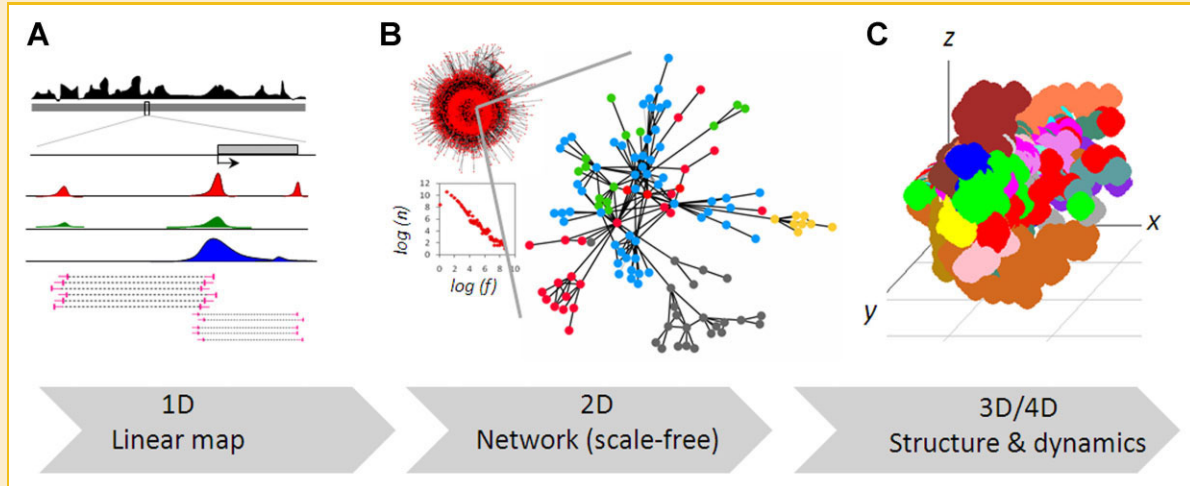 A
B
C
log (n)
12
10
8
6
4
2
0
0 2 4 6 8 10
log (f)
z
x
y
1D
Linear map
2D
Network (scale-free)
3D/4D
Structure & dynamics